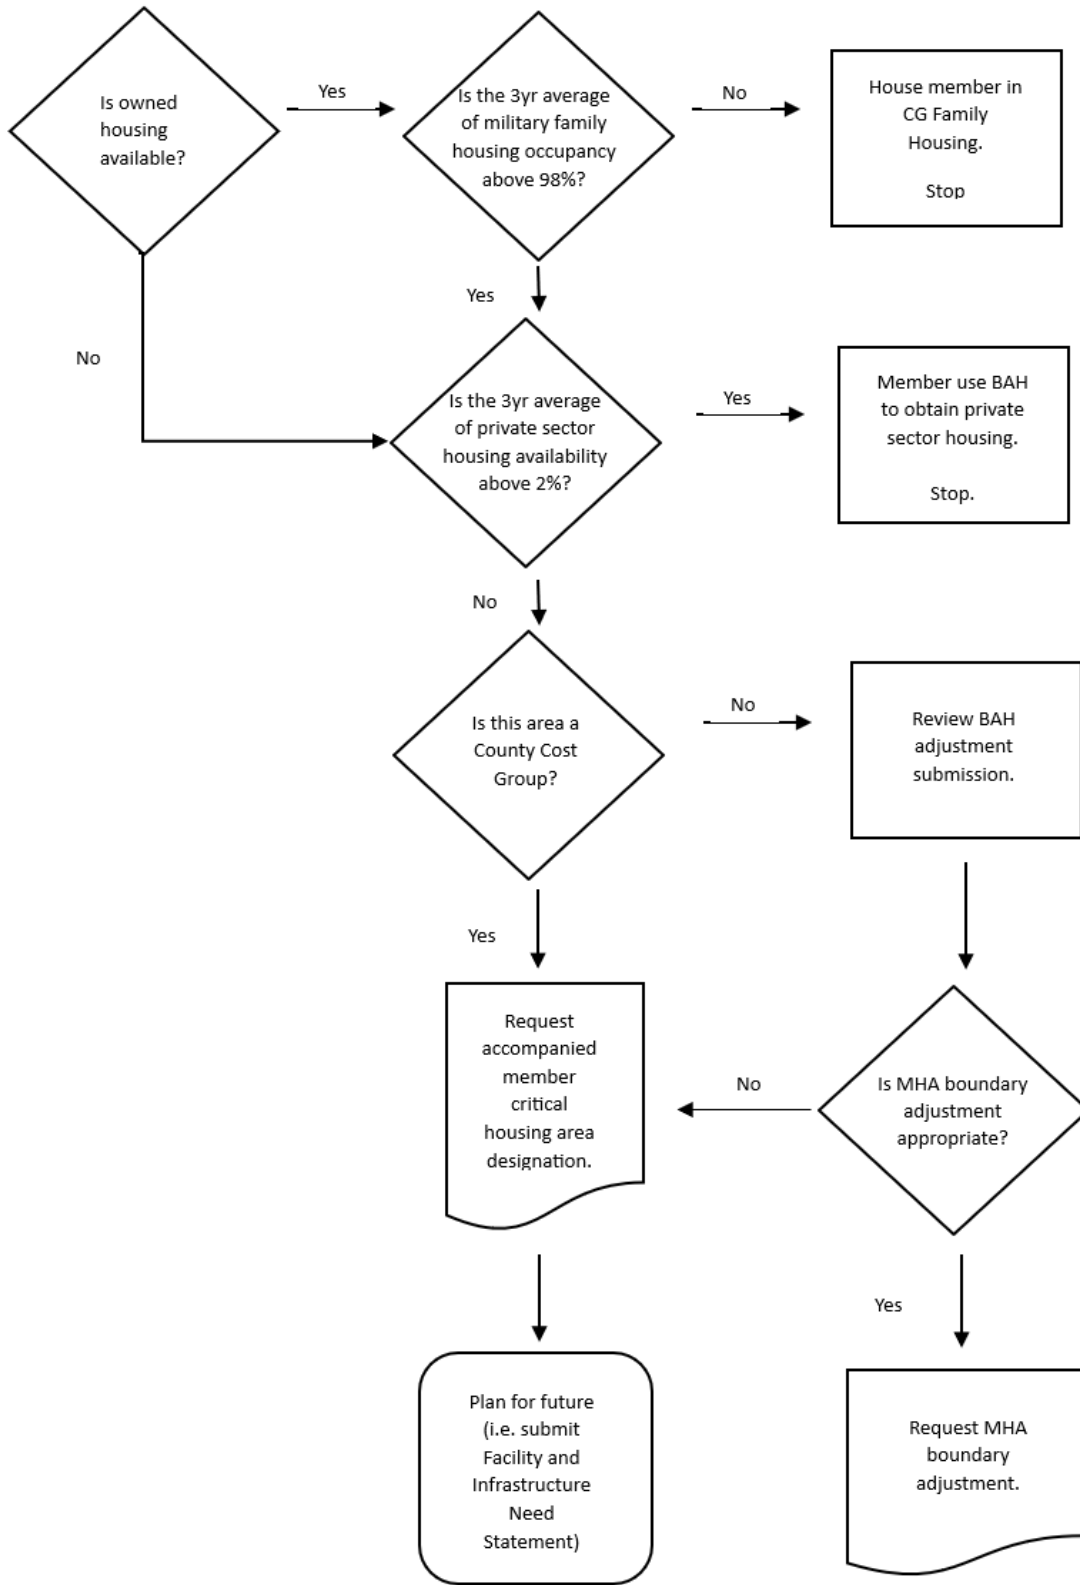 Is owned
housing
available?
Yes
Is the 3yr average
of military family
housing occupancy
above 98%?
No
House member in
CG Family
Housing.
Stop
Yes
No
Is the 3yr average
of private sector
housing availability
above 2%?
Yes
Member use BAH
to obtain private
sector housing.
Stop.
No
Is this area a
County Cost
Group?
No
Review BAH
adjustment
submission.
Yes
Request
accompanied
member
critical
housing area
designation.
No
Is MHA boundary
adjustment
appropriate?
Yes
Plan for future
(i.e. submit
Facility and
Infrastructure
Need
Statement)
Request MHA
boundary
adjustment.